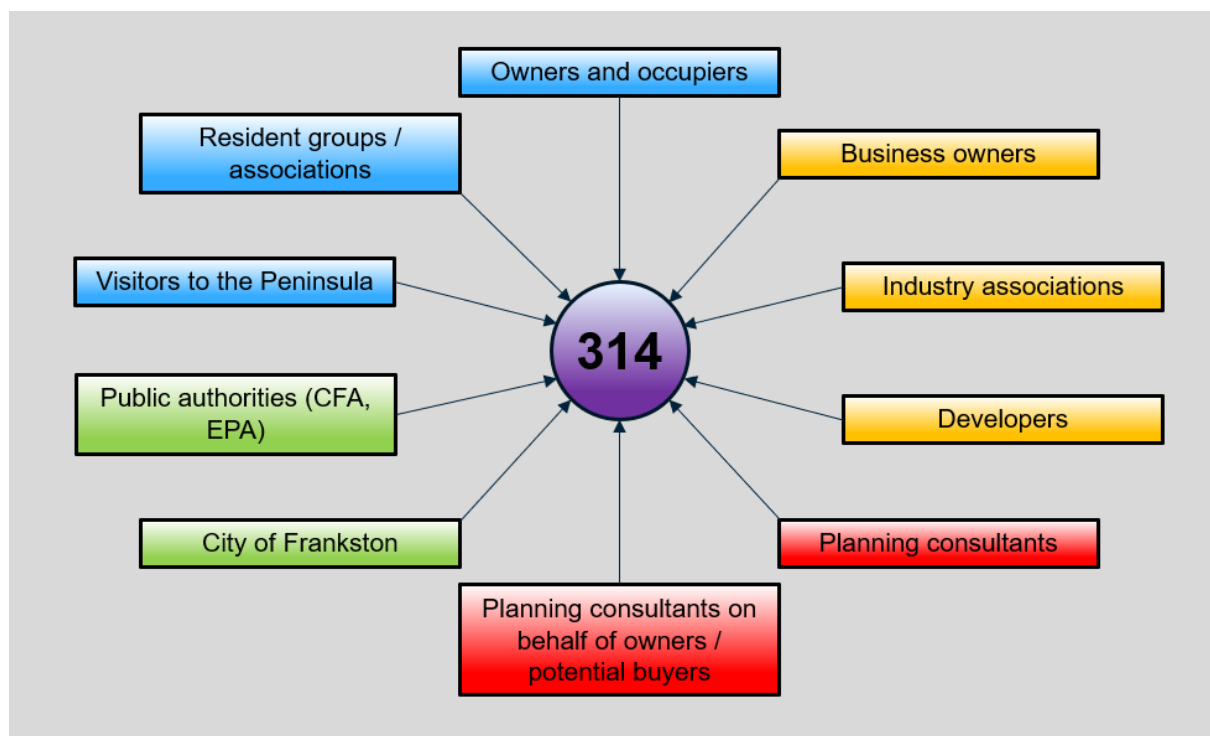 Owners and occupiers
Resident groups /
associations
Business owners
Visitors to the Peninsula
Industry associations
314
Public authorities (CFA,
EPA)
Developers
City of Frankston
Planning consultants
Planning consultants on
behalf of owners /
potential buyers